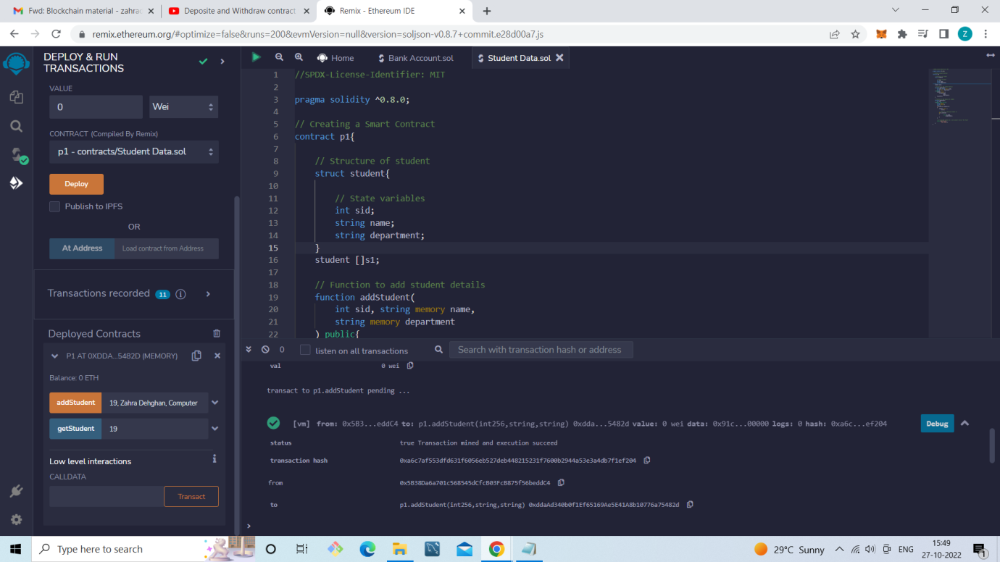 Fwd: Blockchain material - zahrac
Deposite and Withdraw contract
Remix - Ethereum IDE
remix.ethereum.org/#optimize=false&runs=200&evmVersion=null&version=soljson-v0.8.7+commit.e28d00a7.js
Z
DEPLOY & RUN
TRANSACTIONS
VALUE
0
Wei
CONTRACT (Compiled By Remix)
p1 - contracts/Student Data.sol
Deploy
Publish to IPFS
OR
At Address
Load contract from Address
Transactions recorded 11 i
Deployed Contracts
P1 AT 0XDDA...5482D (MEMORY)
Balance: 0 ETH
addStudent
19, Zahra Dehghan, Computer
getStudent
19
Low level interactions
CALLDATA
Transact
Home
Bank Account.sol
Student Data.sol
1 //SPDX-License-Identifier: MIT
2
3 pragma solidity ^0.8.0;
4
5 // Creating a Smart Contract
6 contract p1{
7
8 // Structure of student
9 struct student{
10
11 // State variables
12 int sid;
13 string name;
14 string department;
15 }
16 student []s1;
17
18 // Function to add student details
19 function addStudent(
20 int sid, string memory name,
21 string memory department
22 ) public{
0
listen on all transactions
Search with transaction hash or address
val 0 wei
transact to p1.addStudent pending ...
[vm] from: 0x5B3...eddC4 to: p1.addStudent(int256,string,string) 0xdda...5482d value: 0 wei data: 0x91c...00000 logs: 0 hash: 0xa6c...ef204
Debug
status true Transaction mined and execution succeed
transaction hash 0xa6c7af553dfd631f6056eb527deb448215231f7600b2944a53e3a4db7f1ef204
from 0x5B38Da6a701c568545dCfcB03FcB875f56beddC4
to p1.addStudent(int256,string,string) 0xddaAd340b0f1Ef65169Ae5E41A8b10776a75482d
>
Type here to search
29°C Sunny
ENG
15:49
27-10-2022
1